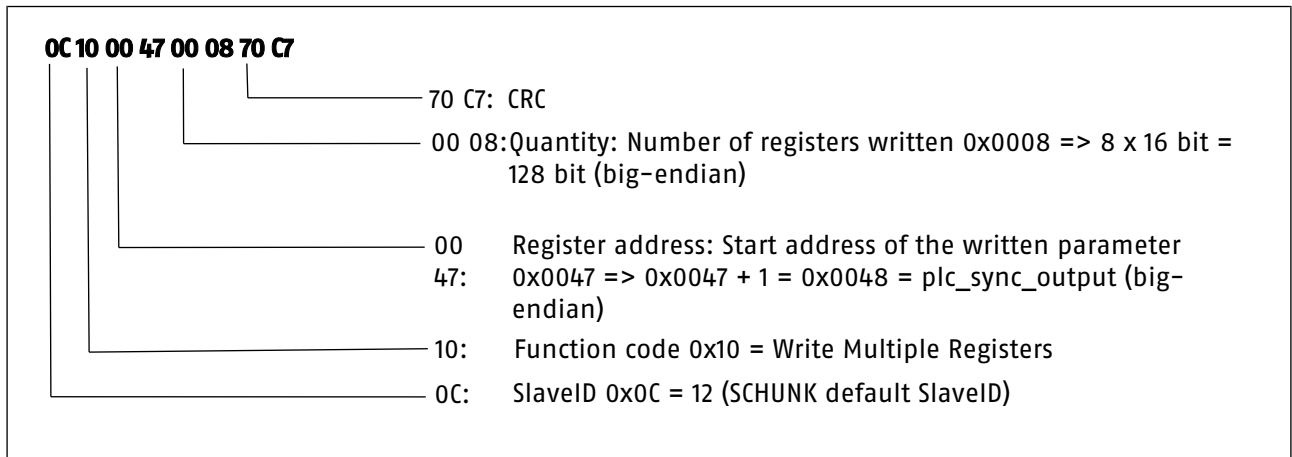 0C 10 00 47 00 08 70 C7
70 C7: CRC
00 08:Quantity: Number of registers written 0x0008 => 8 x 16 bit =
128 bit (big-endian)
00 Register address: Start address of the written parameter
47: 0x0047 => 0x0047 + 1 = 0x0048 = plc_sync_output (big-
endian)
10: Function code 0x10 = Write Multiple Registers
0C: SlaveID 0x0C = 12 (SCHUNK default SlaveID)